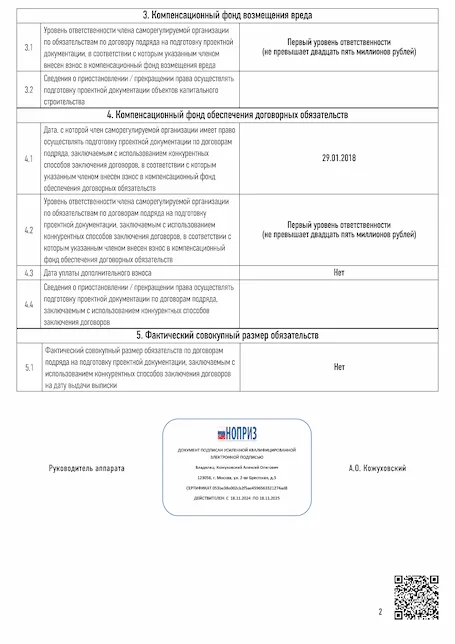 3. Компенсационный фонд возмещения вреда
3.1
Уровень ответственности члена саморегулируемой организации
по обязательствам по договору подряда на подготовку проектной
документации, в соответствии с которым указанным членом
внесен взнос в компенсационный фонд возмещения вреда
Первый уровень ответственности
(не превышает двадцать пять миллионов рублей)
3.2
Сведения о приостановлении / прекращении права осуществлять
подготовку проектной документации объектов капитального
строительства
4. Компенсационный фонд обеспечения договорных обязательств
4.1
Дата, с которой член саморегулируемой организации имеет право
осуществлять подготовку проектной документации по договорам
подряда, заключаемым с использованием конкурентных
способов заключения договоров, в соответствии с которым
указанным членом внесен взнос в компенсационный фонд
обеспечения договорных обязательств
29.01.2018
4.2
Уровень ответственности члена саморегулируемой организации
по обязательствам по договорам подряда на подготовку
проектной документации, заключаемым с использованием
конкурентных способов заключения договоров, в соответствии с
которым указанным членом внесен взнос в компенсационный
фонд обеспечения договорных обязательств
Первый уровень ответственности
(не превышает двадцать пять миллионов рублей)
4.3
Дата уплаты дополнительного взноса
Нет
4.4
Сведения о приостановлении / прекращении права осуществлять
подготовку проектной документации по договорам подряда,
заключаемым с использованием конкурентных способов
заключения договоров
5. Фактический совокупный размер обязательств
5.1
Фактический совокупный размер обязательств по договорам
подряда на подготовку проектной документации, заключаемым с
использованием конкурентных способов заключения договоров
на дату выдачи выписки
Нет
Руководитель аппарата
НОПРИЗ
ДОКУМЕНТ ПОДПИСАН УСИЛЕННОЙ КВАЛИФИЦИРОВАННОЙ
ЭЛЕКТРОННОЙ ПОДПИСЬЮ
Владелец: Кожуховский Алексей Олегович
123056, г. Москва, ул. 2-ая Брестская, д.5
СЕРТИФИКАТ
ДЕЙСТВИТЕЛЕН: С 18.11.2024 ПО 18.11.2025
А.О. Кожуховский
2